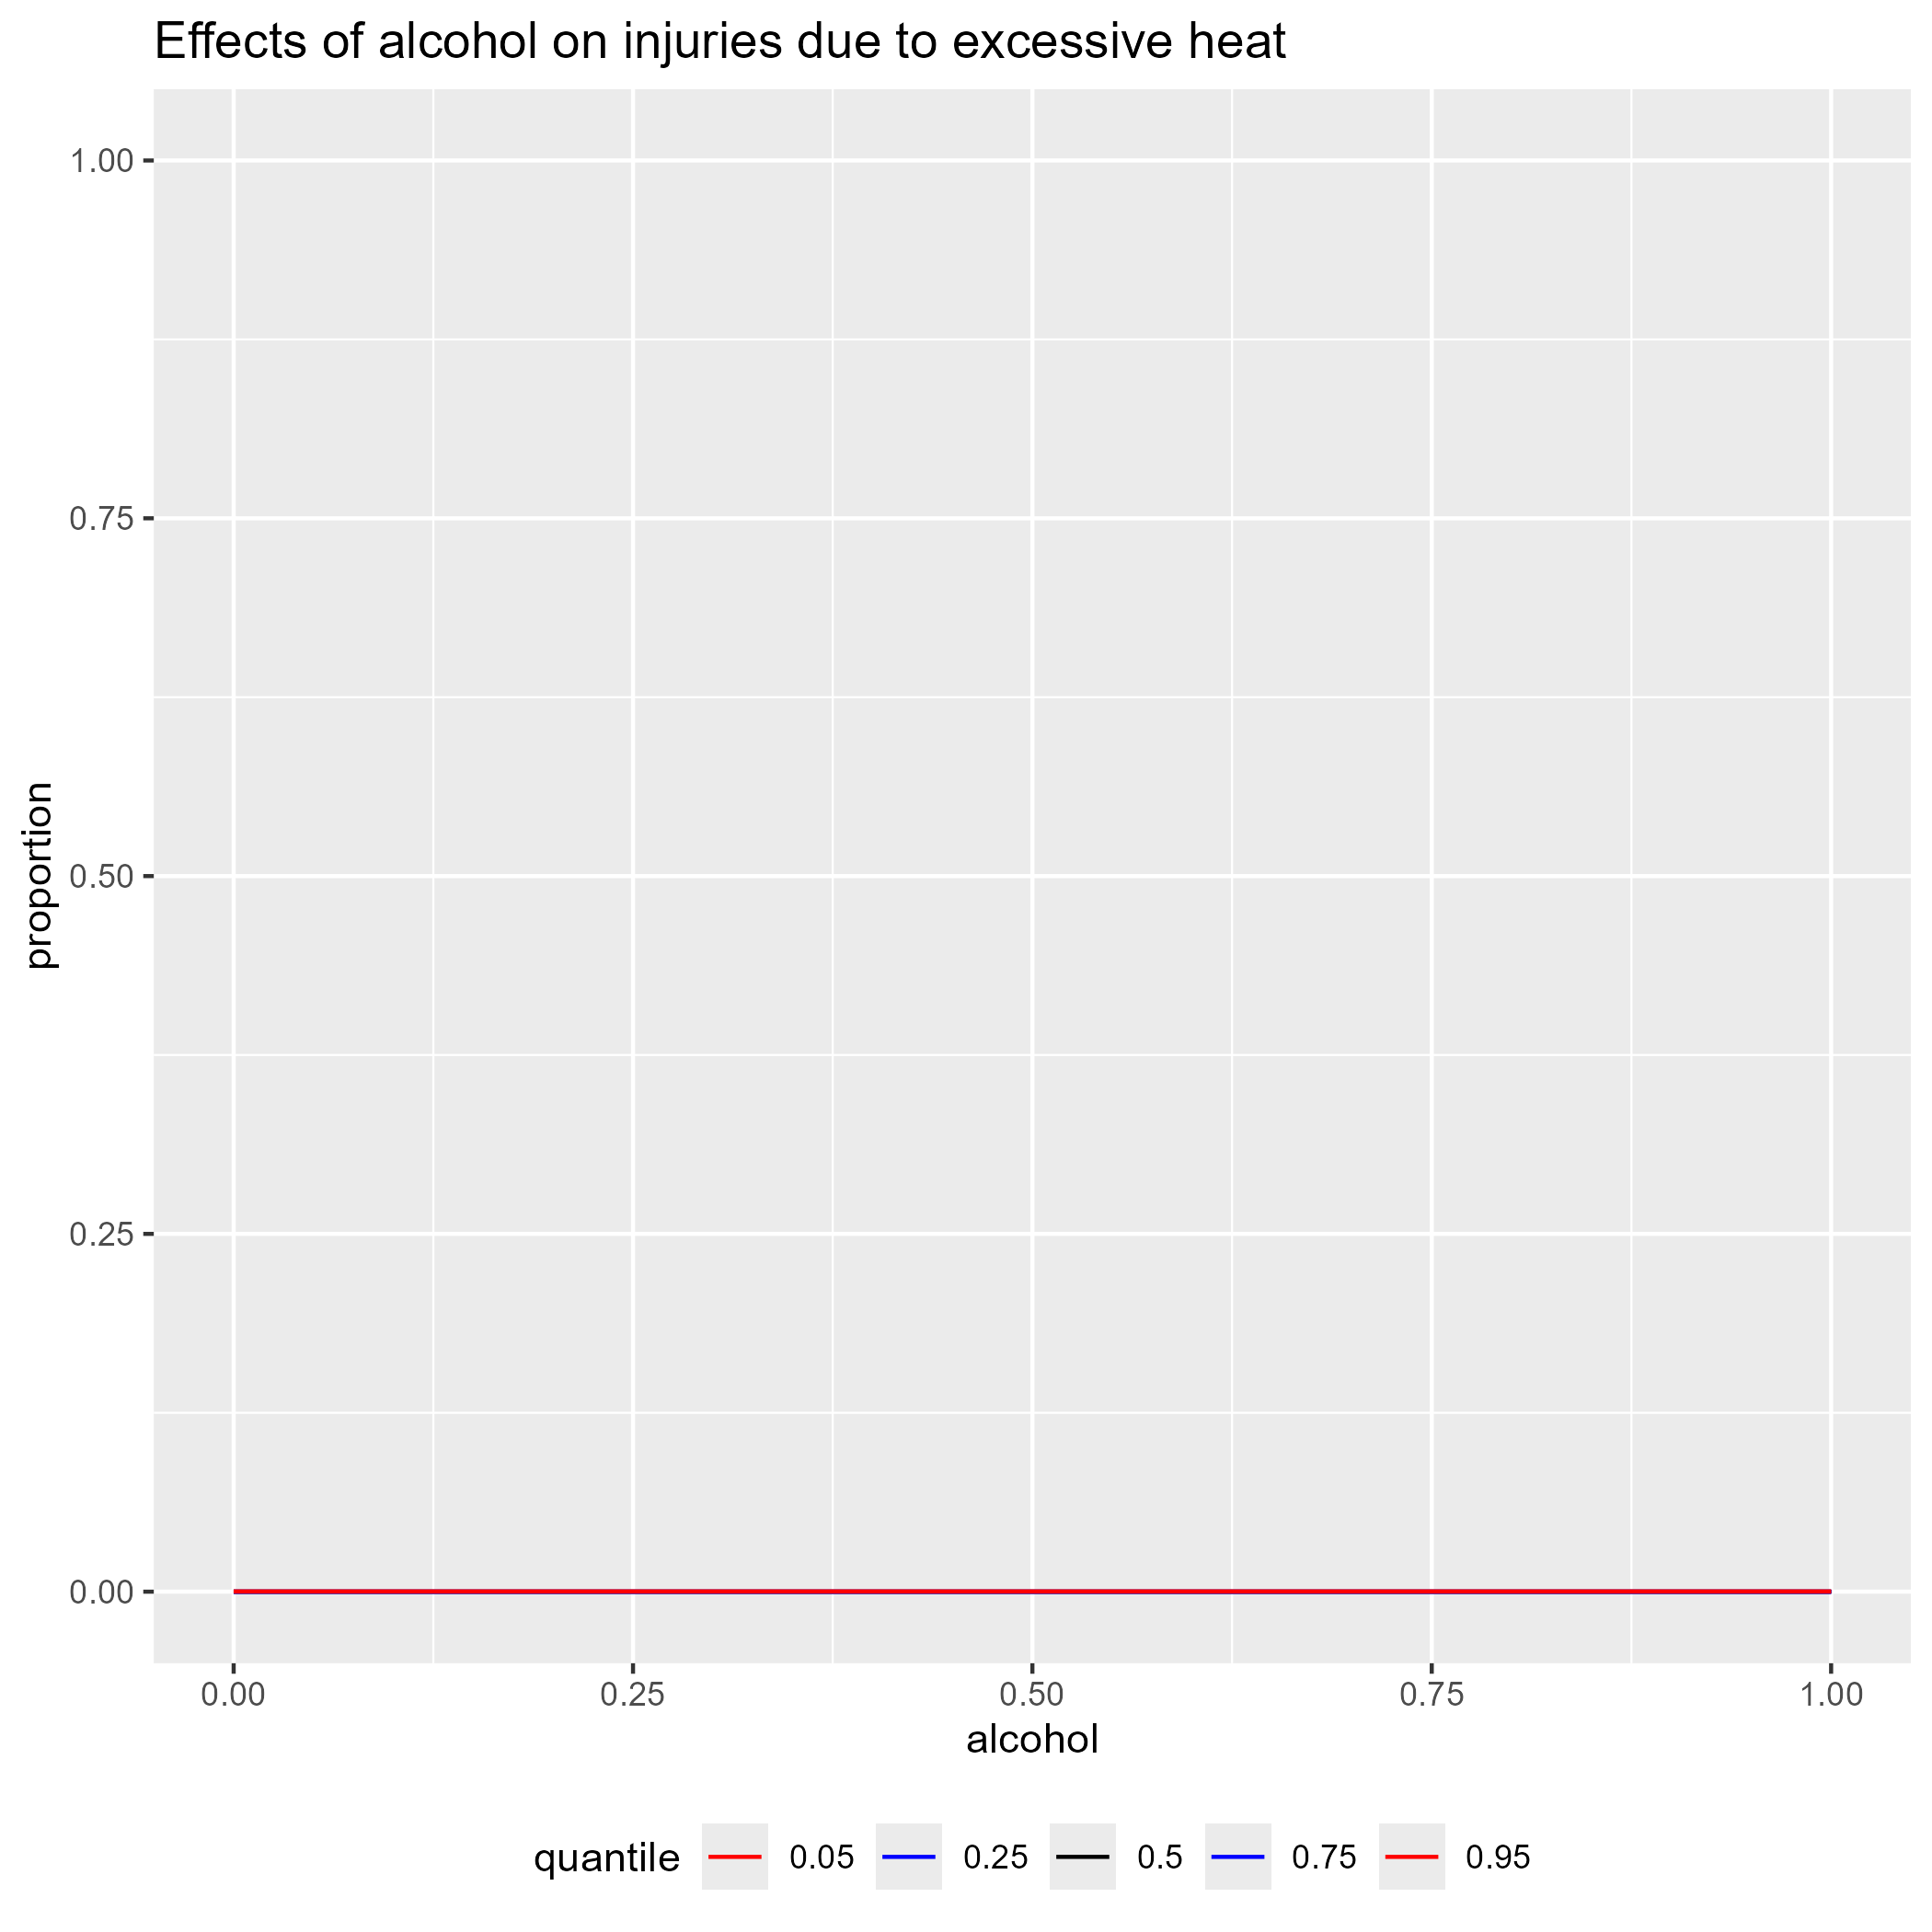 Effects of alcohol on injuries due to excessive heat
1.00
0.75
0.50
0.25
0.00
proportion
0.00 0.25 0.50 0.75 1.00
alcohol
quantile 0.05 0.25 0.5 0.75 0.95